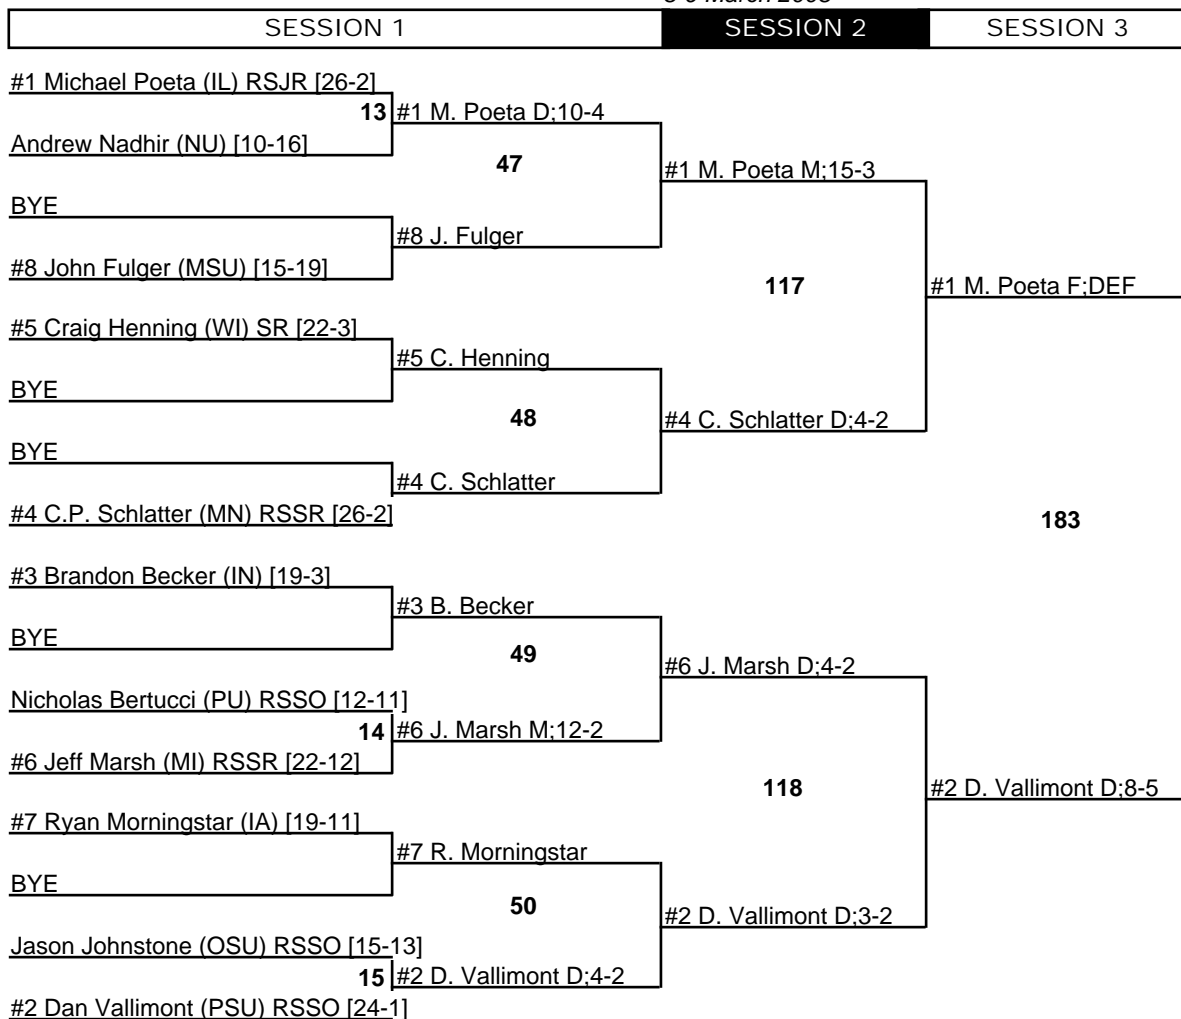 SESSION 1
SESSION 2
SESSION 3
#1 Michael Poeta (IL) RSJR [26-2]
13 #1 M. Poeta D;10-4
Andrew Nadhir (NU) [10-16]
47
#1 M. Poeta M;15-3
BYE
#8 J. Fulger
#8 John Fulger (MSU) [15-19]
117
#1 M. Poeta F;DEF
#5 Craig Henning (WI) SR [22-3]
#5 C. Henning
BYE
48
#4 C. Schlatter D;4-2
BYE
#4 C. Schlatter
#4 C.P. Schlatter (MN) RSSR [26-2]
183
#3 Brandon Becker (IN) [19-3]
#3 B. Becker
BYE
49
#6 J. Marsh D;4-2
Nicholas Bertucci (PU) RSSO [12-11]
14 #6 J. Marsh M;12-2
#6 Jeff Marsh (MI) RSSR [22-12]
118
#2 D. Vallimont D;8-5
#7 Ryan Morningstar (IA) [19-11]
#7 R. Morningstar
BYE
50
#2 D. Vallimont D;3-2
Jason Johnstone (OSU) RSSO [15-13]
15 #2 D. Vallimont D;4-2
#2 Dan Vallimont (PSU) RSSO [24-1]